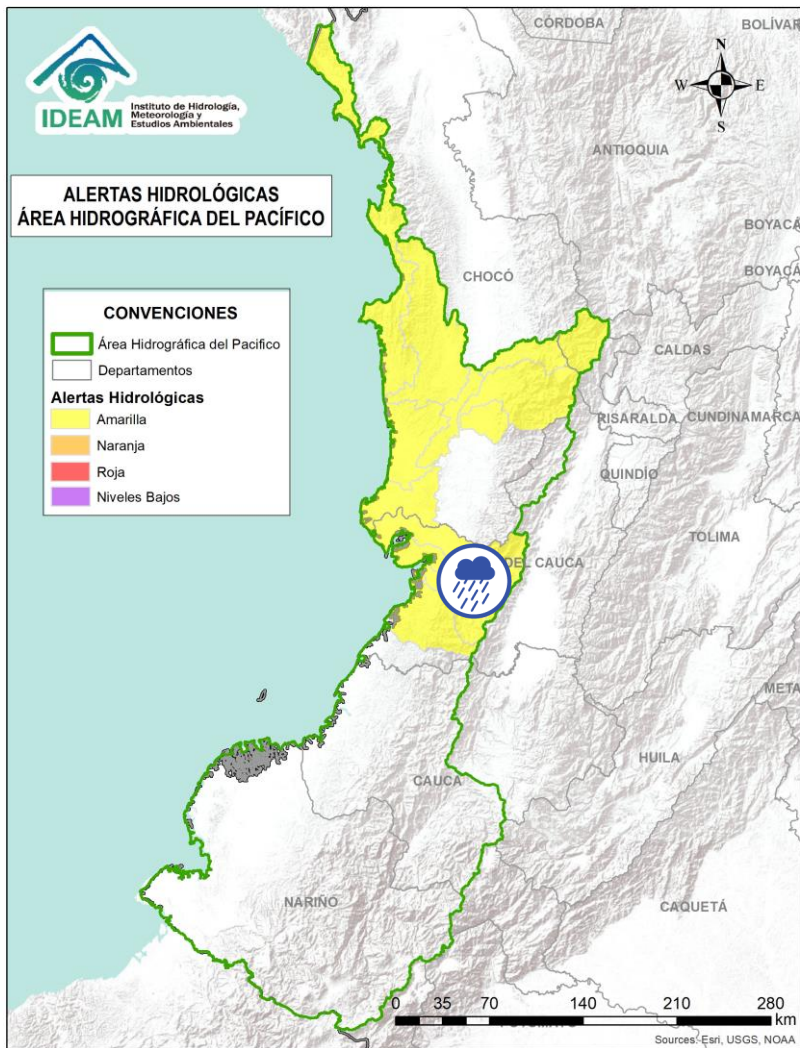 CÓRDOBA
BOLÍVAR
N
W
E
S
IDEAM
Instituto de Hidrología,
Meteorología y
Estudios Ambientales
ANTIOQUIA
ALERTAS HIDROLÓGICAS
ÁREA HIDROGRÁFICA DEL PACÍFICO
BOYACÁ
BOYACÁ
CHOCÓ
CONVENCIONES
Área Hidrográfica del Pacifico
Departamentos
Alertas Hidrológicas
Amarilla
Naranja
Roja
Niveles Bajos
CALDAS
RISARALDA
CUNDINAMARCA
QUINDÍO
TOLIMA
DEL CAUCA
META
HUILA
CAUCA
NARIÑO
CAQUETÁ
0 35 70 140 210 280
km
Sources: Esri, USGS, NOAA